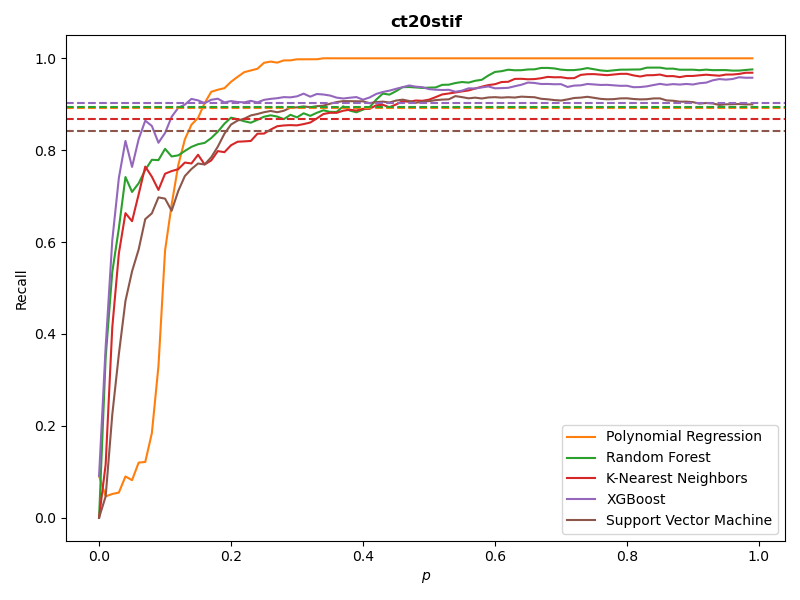 ct20stif
1.0
0.8
0.6
0.4
0.2
0.0
Recall
0.0
0.2
0.4
0.6
0.8
1.0
p
Polynomial Regression
Random Forest
K-Nearest Neighbors
XGBoost
Support Vector Machine